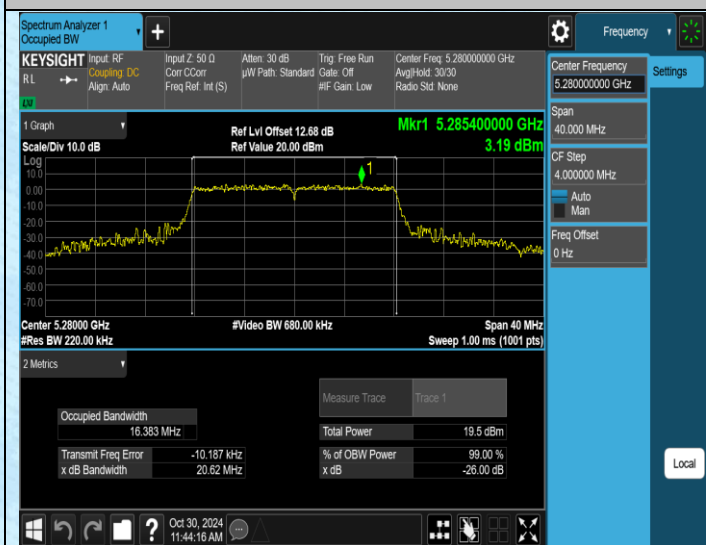 Spectrum Analyzer 1
Occupied BW
Frequency
KEYSIGHT
RL
LXI
Input: RF
Coupling: DC
Align: Auto
Input Z: 50 Ω
Corr CCorr
Freq Ref: Int (S)
Atten: 30 dB
µW Path: Standard
Trig: Free Run
Gate: Off
#IF Gain: Low
Center Freq: 5.280000000 GHz
Avg|Hold: 30/30
Radio Std: None
Center Frequency
5.280000000 GHz
Settings
Span
40.000 MHz
CF Step
4.000000 MHz
Auto
Man
Freq Offset
0 Hz
1 Graph
Scale/Div 10.0 dB
Ref Lvl Offset 12.68 dB
Ref Value 20.00 dBm
Mkr1 5.285400000 GHz
3.19 dBm
Log
10.0
0.00
-10.0
-20.0
-30.0
-40.0
-50.0
-60.0
-70.0
1
Center 5.28000 GHz
#Video BW 680.00 kHz
Span 40 MHz
#Res BW 220.00 kHz
Sweep 1.00 ms (1001 pts)
2 Metrics
Measure Trace
Trace 1
Occupied Bandwidth
16.383 MHz
Total Power
19.5 dBm
Transmit Freq Error
-10.187 kHz
% of OBW Power
99.00 %
x dB Bandwidth
20.62 MHz
x dB
-26.00 dB
Local
?
Oct 30, 2024
11:44:16 AM